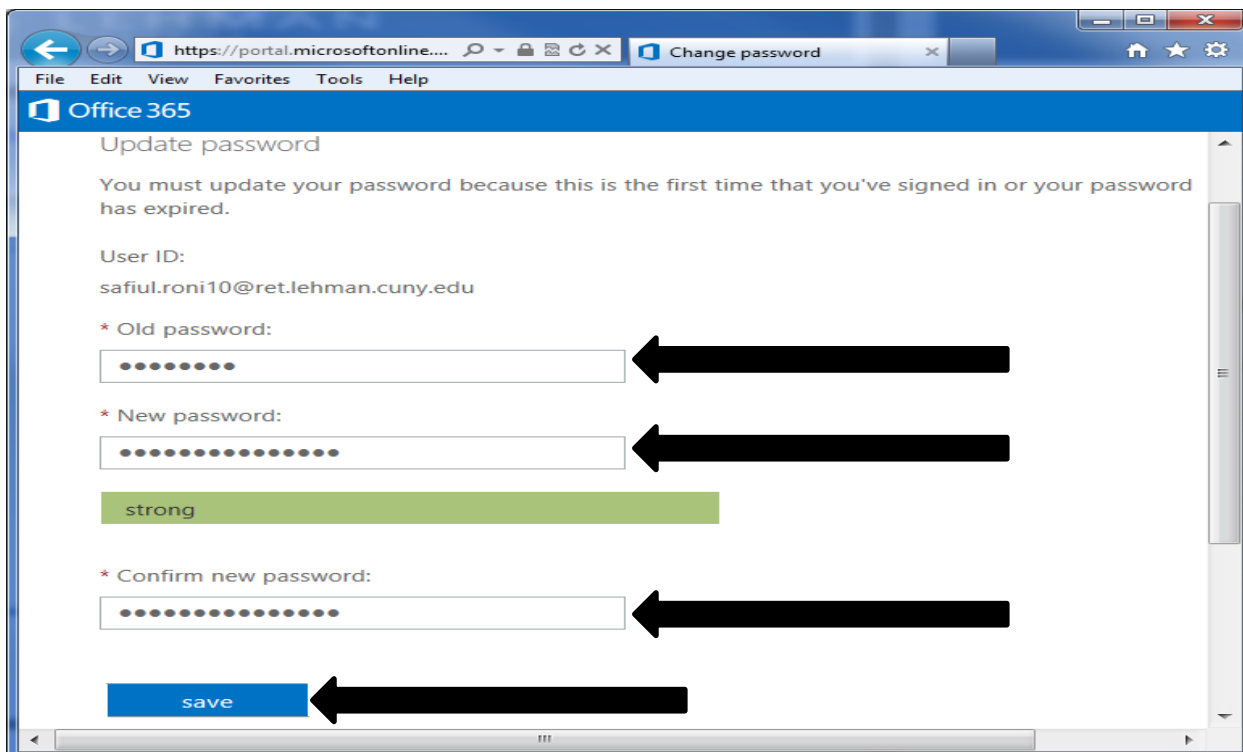 LEHMAN
https://portal.microsoftonline....
Change password
File Edit View Favorites Tools Help
Office 365
Update password
You must update your password because this is the first time that you've signed in or your password
has expired.
User ID:
safiul.roni10@ret.lehman.cuny.edu
* Old password:
●●●●●●●●
* New password:
●●●●●●●●●●●●●●●
strong
* Confirm new password:
●●●●●●●●●●●●●●●
save